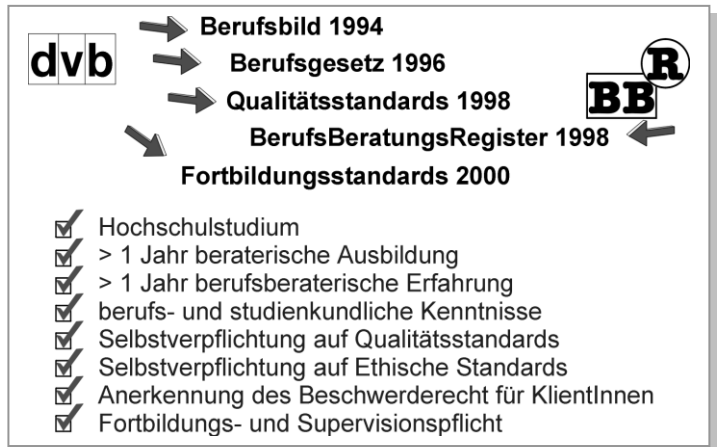 Berufsbild 1994
dvb
Berufsgesetz 1996
Qualitätsstandards 1998
R
BB
BerufsBeratungsRegister 1998
Fortbildungsstandards 2000
Hochschulstudium
> 1 Jahr beraterische Ausbildung
> 1 Jahr berufsberaterische Erfahrung
berufs- und studienkundliche Kenntnisse
Selbstverpflichtung auf Qualitätsstandards
Selbstverpflichtung auf Ethische Standards
Anerkennung des Beschwerderecht für KlientInnen
Fortbildungs- und Supervisionspflicht